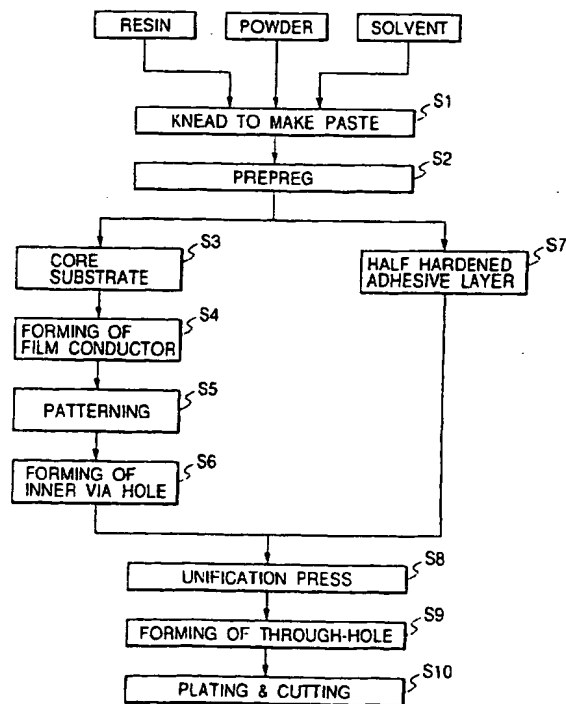 RESIN
POWDER
SOLVENT
S1
KNEAD TO MAKE PASTE
S2
PREPREG
S3
CORE
SUBSTRATE
S7
HALF HARDENED
ADHESIVE LAYER
S4
FORMING OF
FILM CONDUCTOR
S5
PATTERNING
S6
FORMING OF
INNER VIA HOLE
S8
UNIFICATION PRESS
S9
FORMING OF THROUGH-HOLE
S10
PLATING & CUTTING